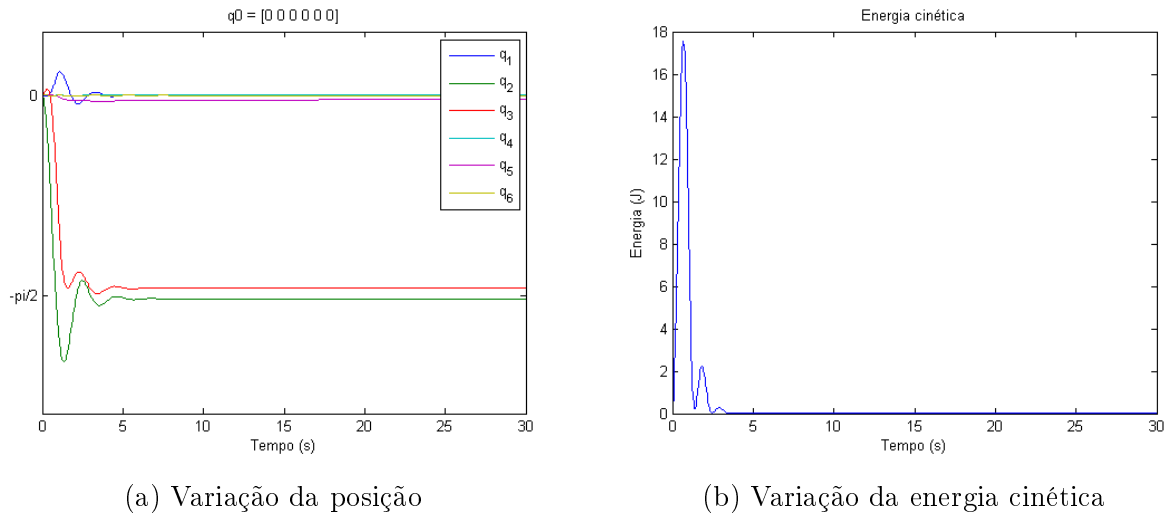 q0 = [0 0 0 0 0 0]
q1
q2
q3
q4
q5
q6
0
-pi/2
0 5 10 15 20 25 30
Tempo (s)
(a) Variação da posição
Energia cinética
18
16
14
12
10
8
6
4
2
0
Energia (J)
0 5 10 15 20 25 30
Tempo (s)
(b) Variação da energia cinética